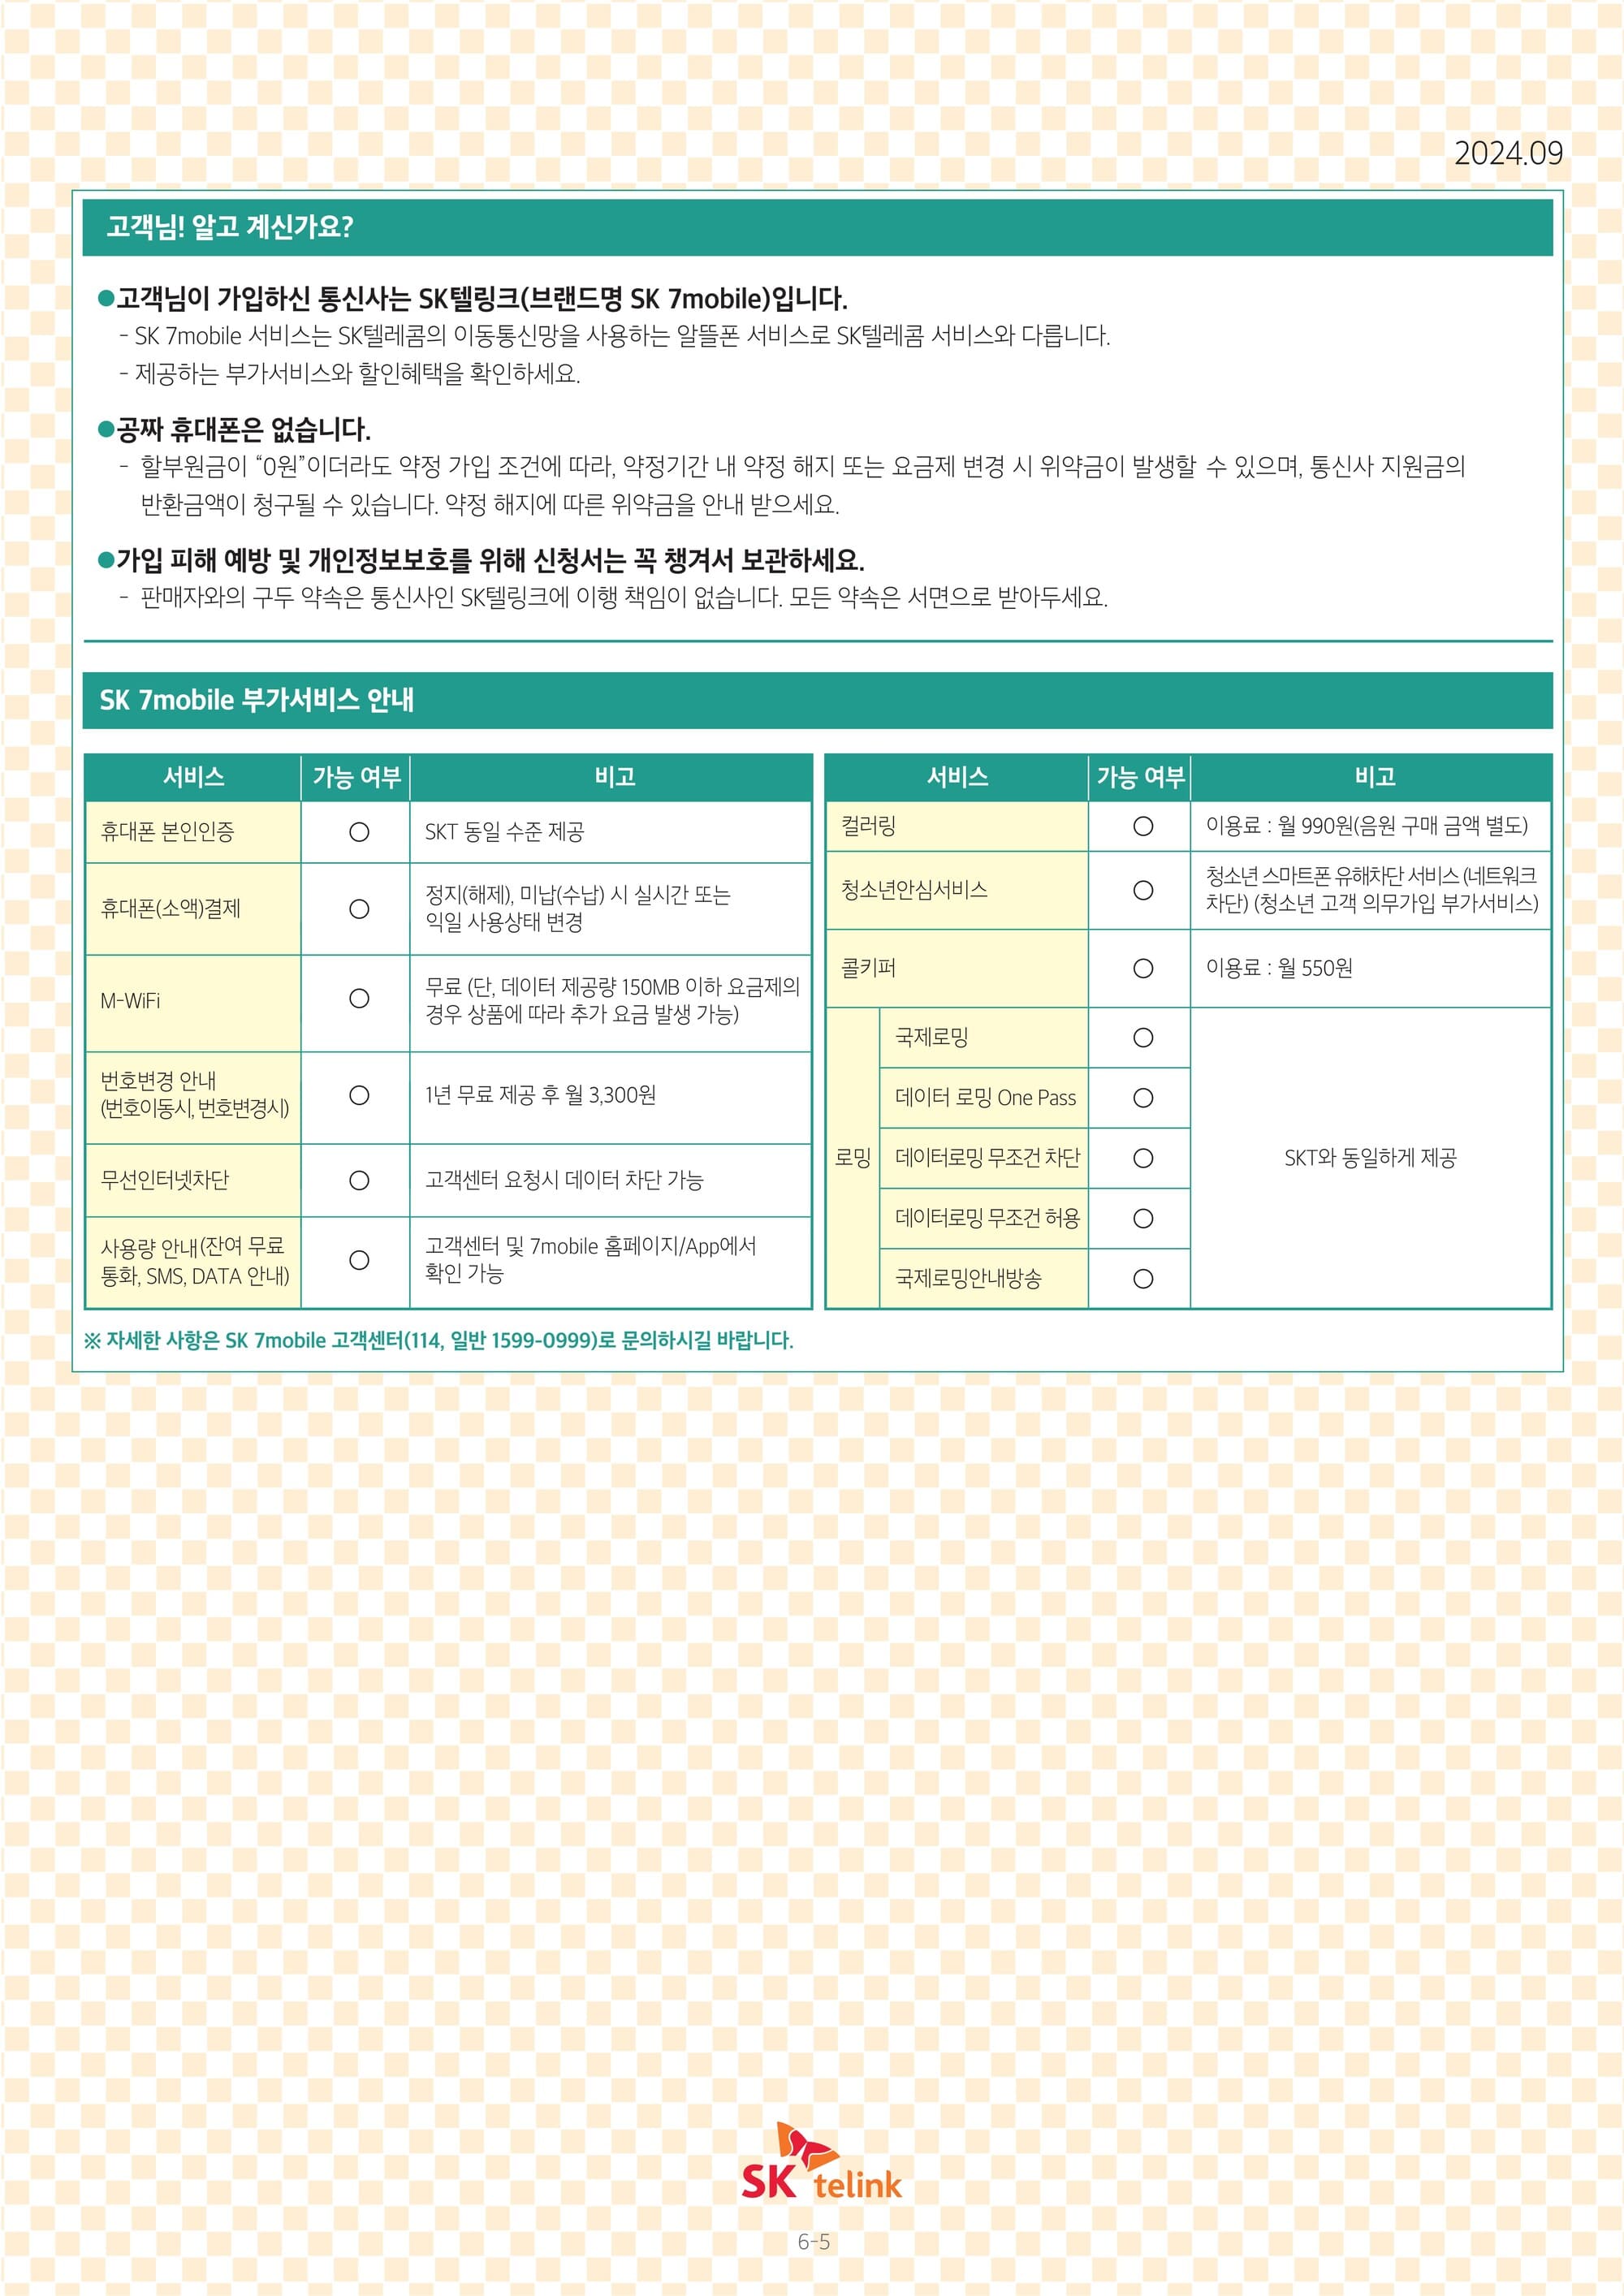 2024.09
고객님! 알고 계신가요?
●고객님이 가입하신 통신사는 SK텔링크(브랜드명 SK 7mobile)입니다.
- SK 7mobile 서비스는 SK텔레콤의 이동통신망을 사용하는 알뜰폰 서비스로 SK텔레콤 서비스와 다릅니다.
- 제공하는 부가서비스와 할인혜택을 확인하세요.
●공짜 휴대폰은 없습니다.
- 할부원금이 “0원”이더라도 약정 가입 조건에 따라, 약정기간 내 약정 해지 또는 요금제 변경 시 위약금이 발생할 수 있으며, 통신사 지원금의
반환금액이 청구될 수 있습니다. 약정 해지에 따른 위약금을 안내 받으세요.
●가입 피해 예방 및 개인정보보호를 위해 신청서는 꼭 챙겨서 보관하세요.
- 판매자와의 구두 약속은 통신사인 SK텔링크에 이행 책임이 없습니다. 모든 약속은 서면으로 받아두세요.
SK 7mobile 부가서비스 안내
서비스 가능 여부 비고
휴대폰 본인인증 ○ SKT 동일 수준 제공
휴대폰(소액)결제 ○ 정지(해제), 미납(수납) 시 실시간 또는
익일 사용상태 변경
M-WiFi ○ 무료 (단, 데이터 제공량 150MB 이하 요금제의
경우 상품에 따라 추가 요금 발생 가능)
번호변경 안내
(번호이동시, 번호변경시) ○ 1년 무료 제공 후 월 3,300원
무선인터넷차단 ○ 고객센터 요청시 데이터 차단 가능
사용량 안내(잔여 무료
통화, SMS, DATA 안내) ○ 고객센터 및 7mobile 홈페이지/App에서
확인 가능
서비스 가능 여부 비고
컬러링 ○ 이용료 : 월 990원(음원 구매 금액 별도)
청소년안심서비스 ○ 청소년 스마트폰 유해차단 서비스 (네트워크
차단) (청소년 고객 의무가입 부가서비스)
콜키퍼 ○ 이용료 : 월 550원
로밍
국제로밍 ○
데이터 로밍 One Pass ○
데이터로밍 무조건 차단 ○ SKT와 동일하게 제공
데이터로밍 무조건 허용 ○
국제로밍안내방송 ○
※ 자세한 사항은 SK 7mobile 고객센터(114, 일반 1599-0999)로 문의하시길 바랍니다.
SK telink
6-5